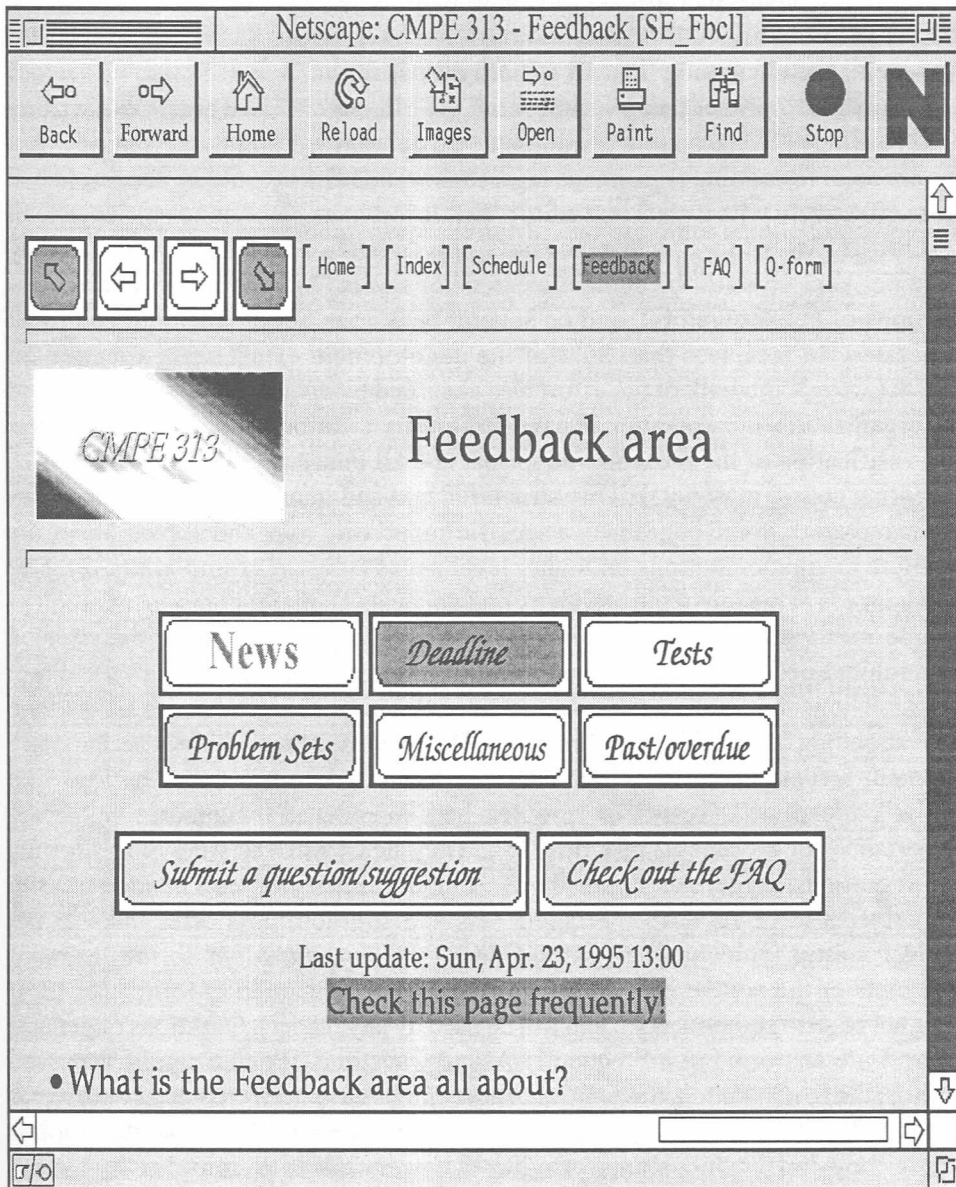 Netscape: CMPE 313 - Feedback [SE_Fbcl]
Back Forward Home Reload Images Open Paint Find Stop N
[Home] [Index] [Schedule] [Feedback] [FAQ] [Q-form]
CMPE 313
Feedback area
News Deadline Tests
Problem Sets Miscellaneous Past/overdue
Submit a question/suggestion Check out the FAQ
Last update: Sun, Apr. 23, 1995 13:00
Check this page frequently!
•What is the Feedback area all about?